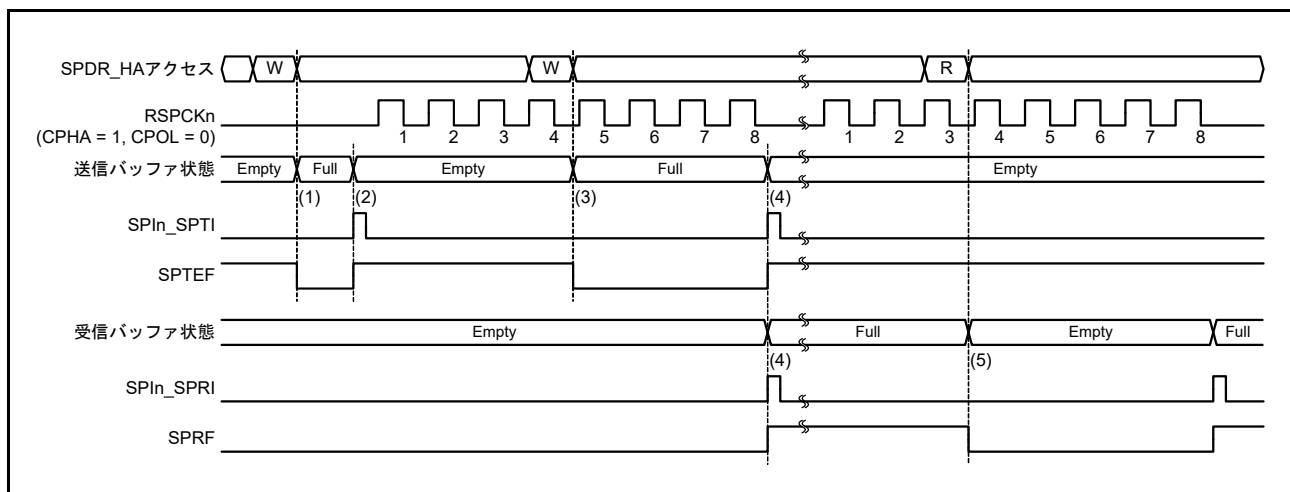 SPDR_HAアクセス W W R
RSPCKn
(CPHA = 1, CPOL = 0)
1 2 3 4 5 6 7 8 1 2 3 4 5 6 7 8
送信バッファ状態 Empty Full Empty Full Empty
(1) (2) (3) (4)
SPIn_SPTI
SPTEF
受信バッファ状態 Empty Full Empty Full
(4) (5)
SPIn_SPRI
SPRF